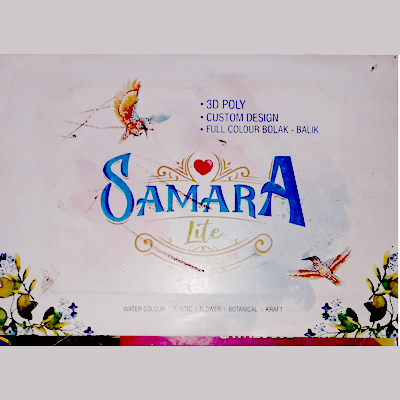 • 3D POLY
• CUSTOM DESIGN
• FULL COLOUR BOLAK - BALIK
SAMARA
Lite
WATER COLOUR | RUSTIC | FLOWER | BOTANICAL | KRAFT